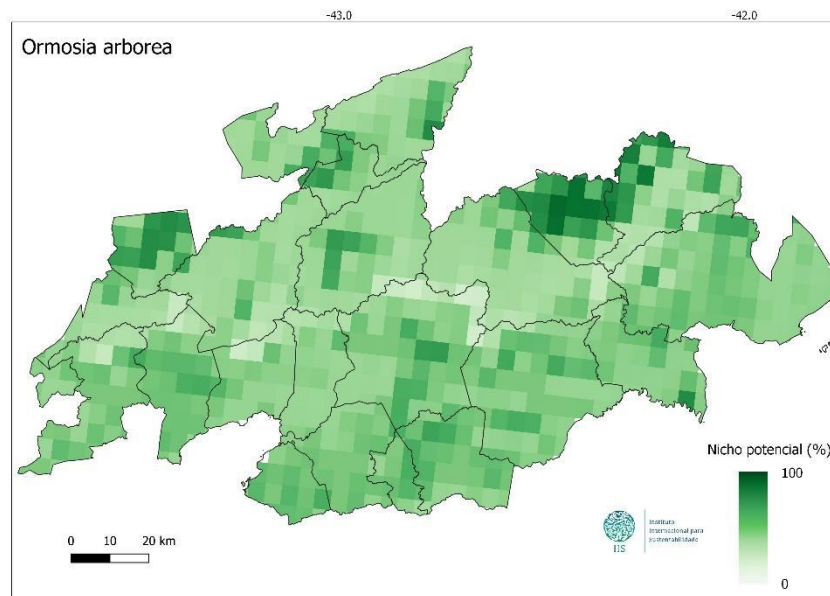 -43.0
-42.0
Ormosia arborea
Nicho potencial (%)
100
0
0 10 20 km
IIS
Instituto
Internacional para
Sustentabilidade